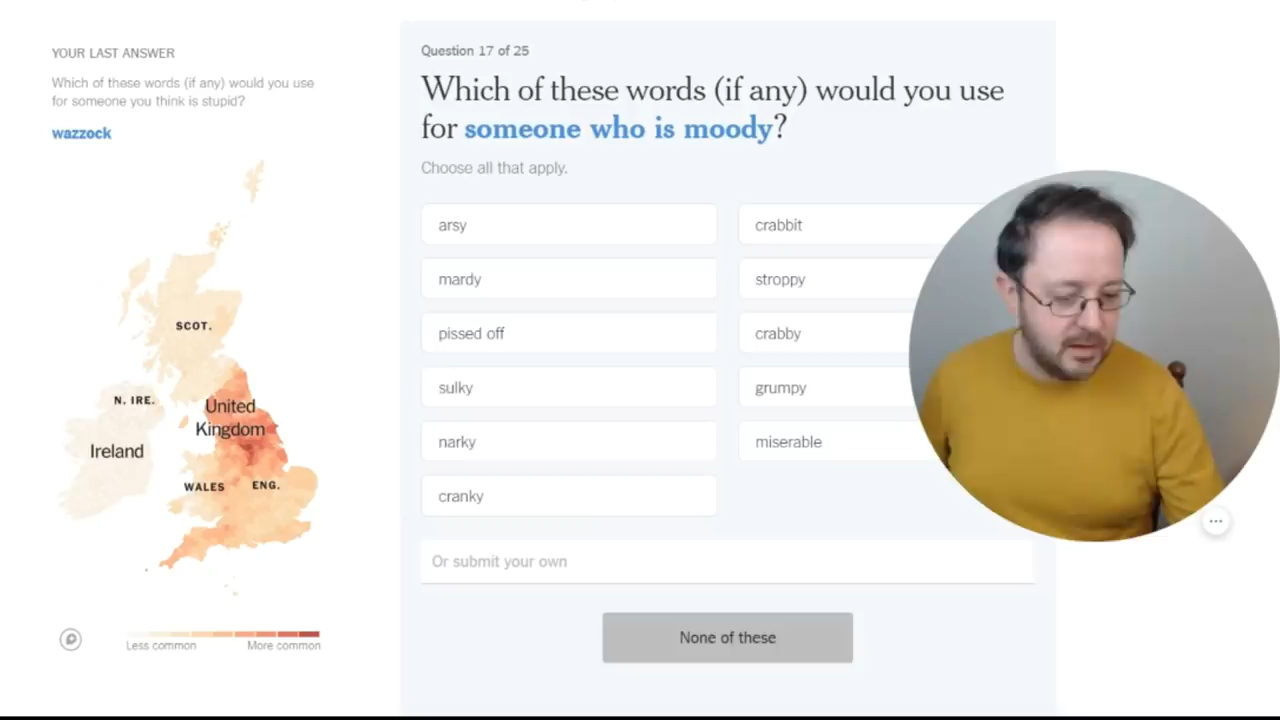 YOUR LAST ANSWER
Which of these words (if any) would you use
for someone you think is stupid?
wazzock
SCOT.
N. IRE.
United
Kingdom
Ireland
WALES
ENG.
Less common
More common
Question 17 of 25
Which of these words (if any) would you use
for someone who is moody?
Choose all that apply.
arsy
crabbit
mardy
stroppy
pissed off
crabby
sulky
grumpy
narky
miserable
cranky
Or submit your own
None of these